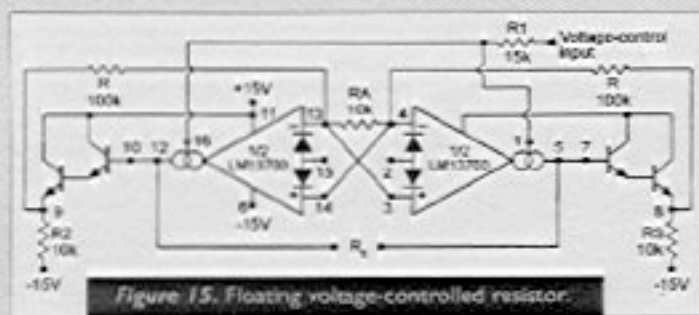 R1
Voltage-control
input
15k
R
100k
+15V
11
13
RA
10k
4
R
100k
10
12
16
1/2
LM13700
15
14
6
-15V
2
3
1/2
LM13700
1
5
7
9
R2
10k
-15V
8
R3
10k
-15V
Figure 15. Floating voltage-controlled resistor.